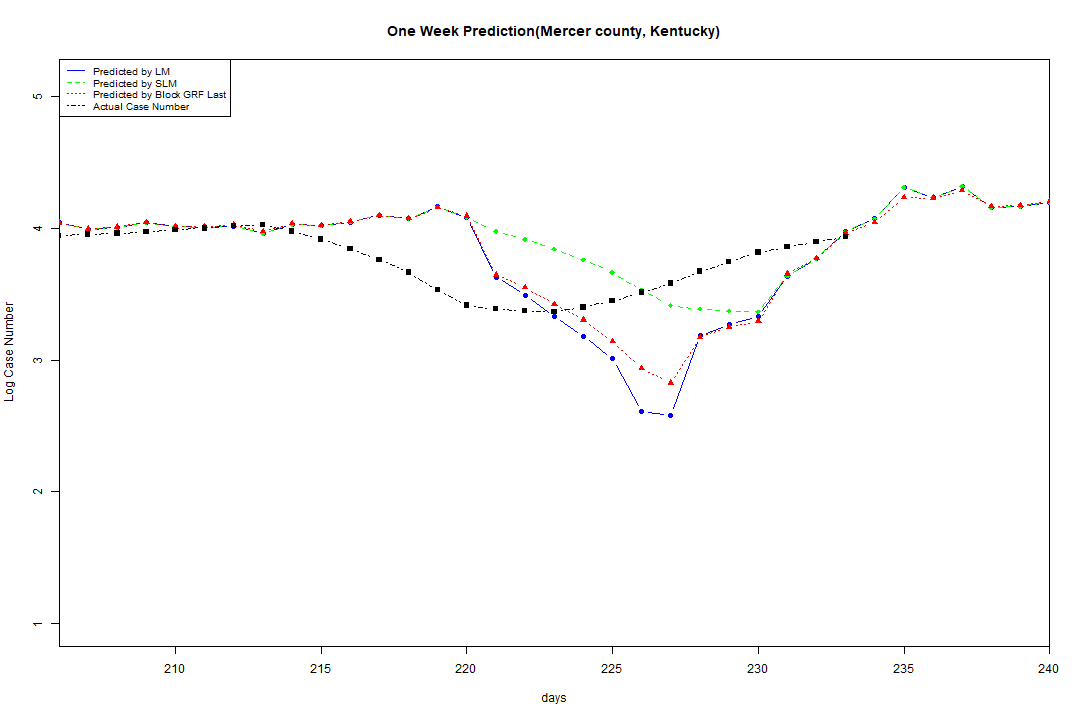 One Week Prediction(Mercer county, Kentucky)
Predicted by LM
Predicted by SLM
Predicted by Block GRF Last
Actual Case Number
5
4
3
2
1
Log Case Number
210 215 220 225 230 235 240
days